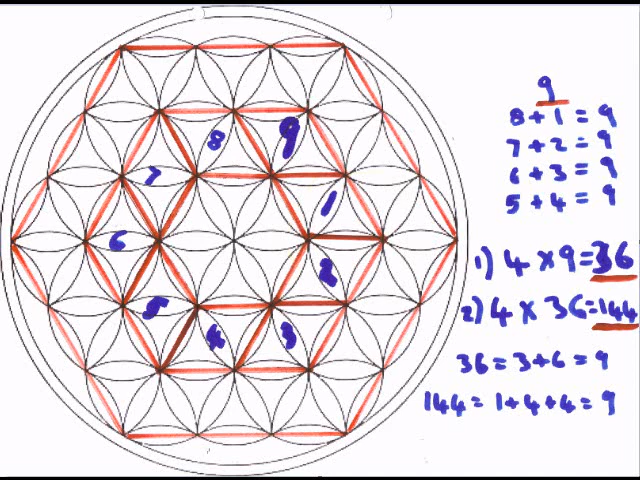 9
8 + 1 = 9
7 + 2 = 9
6 + 3 = 9
5 + 4 = 9
1) 4 × 9 = 36
2) 4 × 36 = 144
36 = 3 + 6 = 9
144 = 1 + 4 + 4 = 9
8 9
7 1
6 2
5 4 3